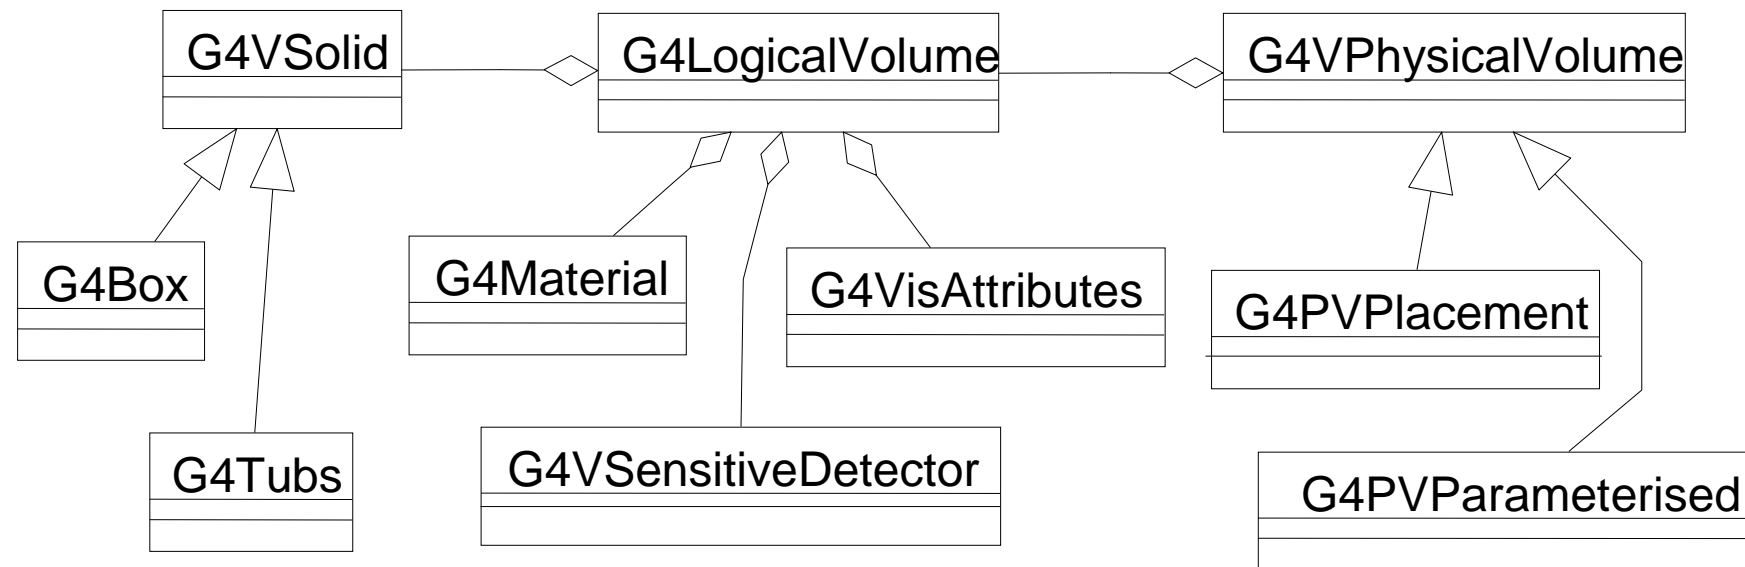 G4VSolid
G4LogicalVolume
G4VPhysicalVolume
G4Box
G4Material
G4VisAttributes
G4PVPlacement
G4Tubs
G4VSensitiveDetector
G4PVParameterised